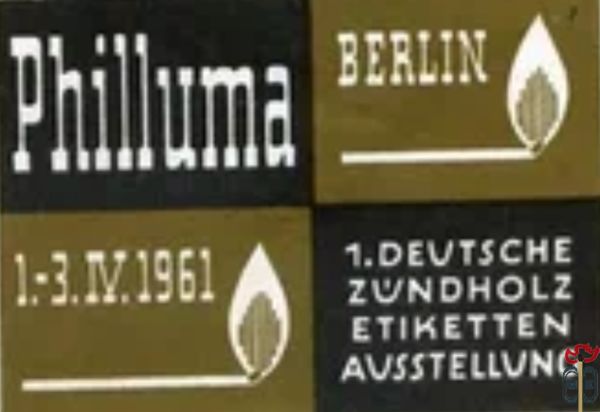 Philluma
BERLIN
1.-3. IV. 1961
1. DEUTSCHE
ZÜNDHOLZ
ETIKETTEN
AUSSTELLUNG